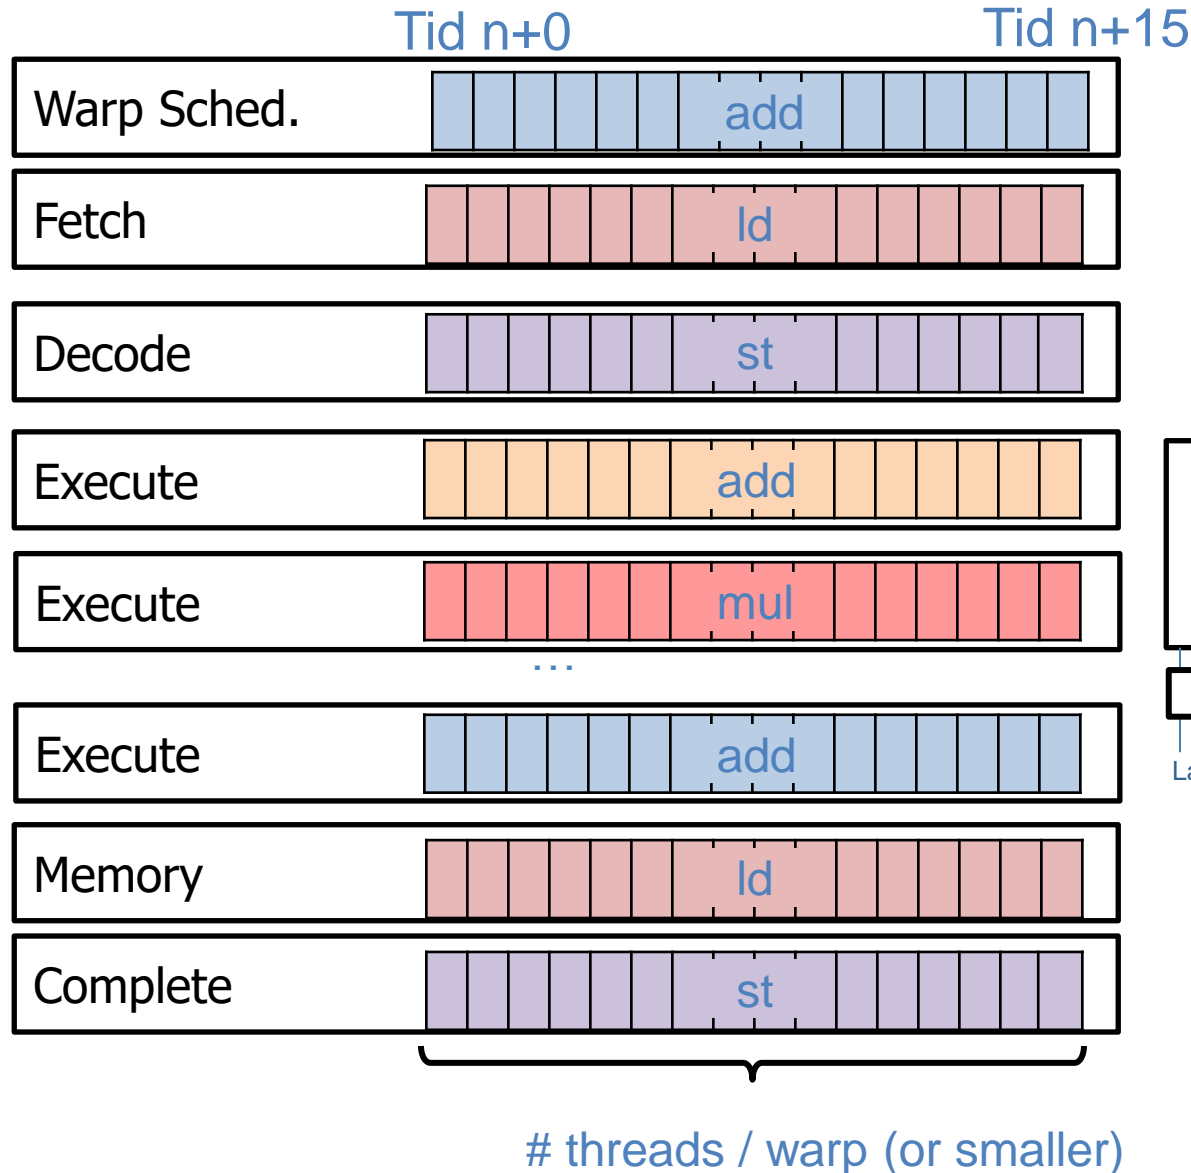 Tid n+0 Tid n+15
Warp Sched. add
Fetch ld
Decode st
Execute add
Execute mul
...
Execute add
La
Memory ld
Complete st
# threads / warp (or smaller)